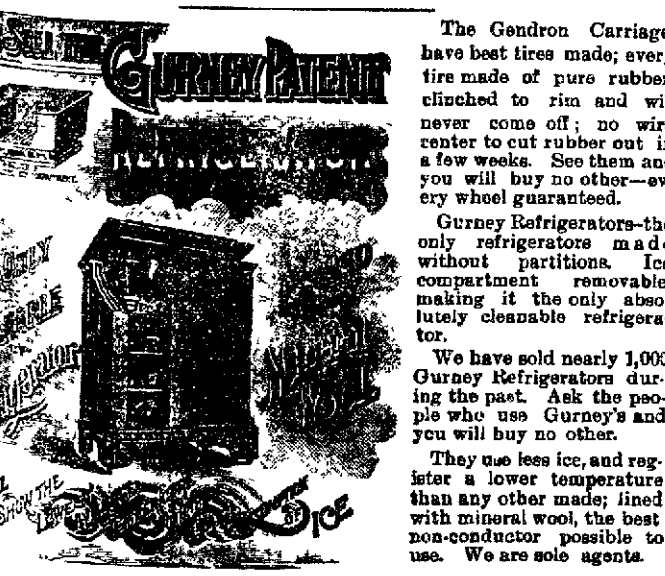 GURNEY PATENT
REFRIGERATOR
SHOW THE
ICE
The Gendron Carriage
have best tires made; every
tire made of pure rubber
clinched to rim and wi
never come off; no wir
center to cut rubber out i
a few weeks. See them an
you will buy no other—ev
ery wheel guaranteed.
Gurney Refrigerators—the
only refrigerators made
without partitions. Ice
compartment removable
making it the only abso
lutely cleanable refrigera
tor.
We have sold nearly 1,000
Gurney Refrigerators dur-
ing the past. Ask the peo-
ple who use Gurney's and
you will buy no other.
They use less ice, and reg-
ister a lower temperature
than any other made; lined
with mineral wool, the best
non-conductor possible to
use. We are sole agents.